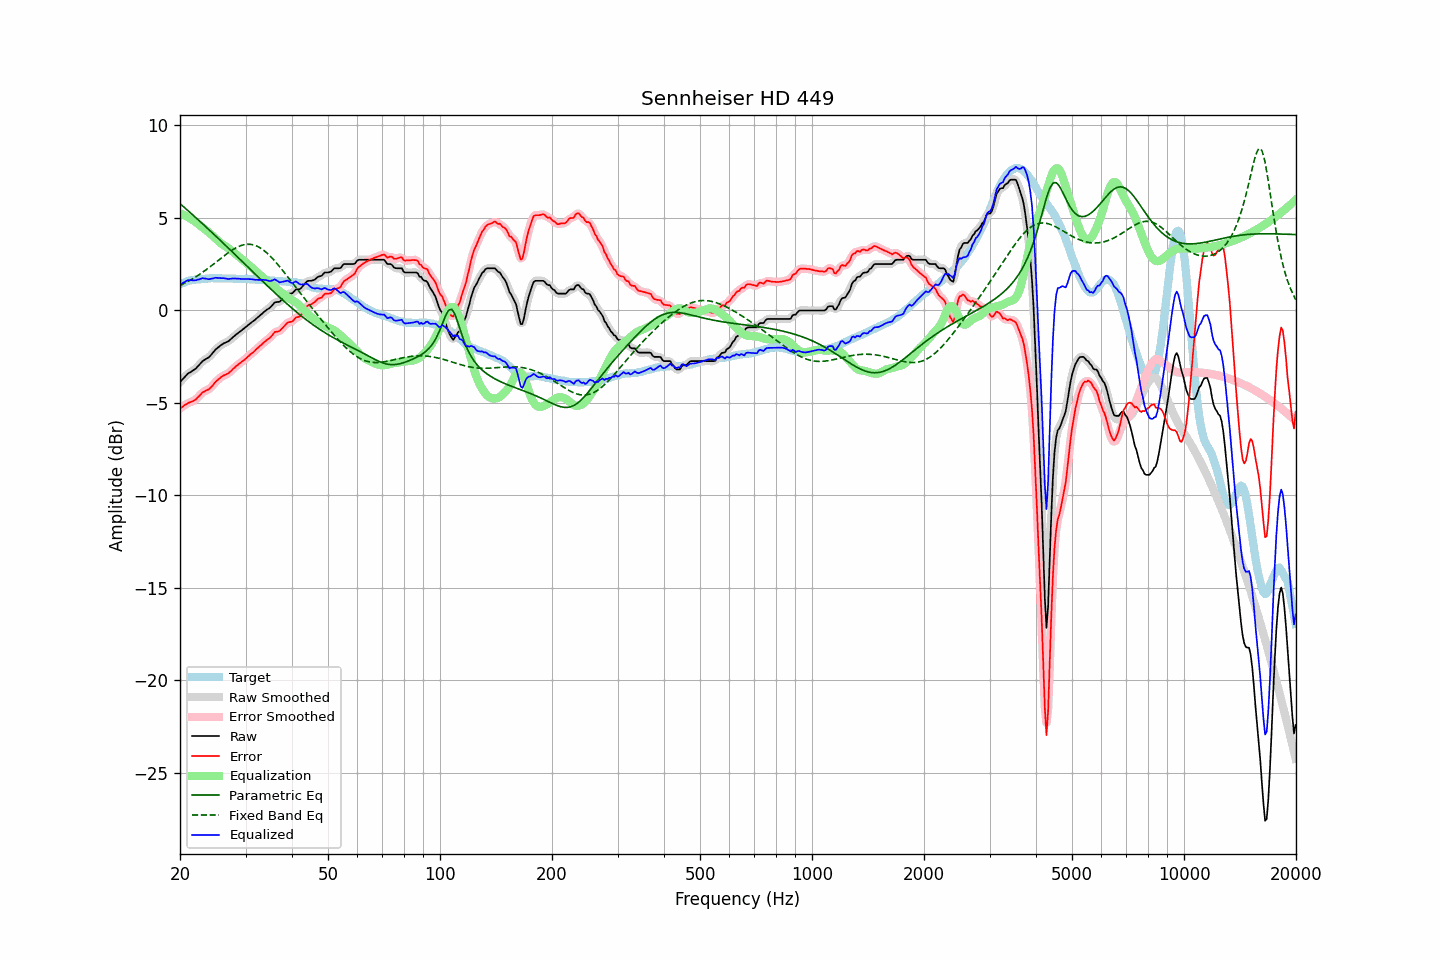 Sennheiser HD 449
10
5
0
−5
−10
−15
−20
−25
Amplitude (dBr)
Target
Raw Smoothed
Error Smoothed
Raw
Error
Equalization
Parametric Eq
Fixed Band Eq
Equalized
20
50
100
200
500
1000
2000
5000
10000
20000
Frequency (Hz)